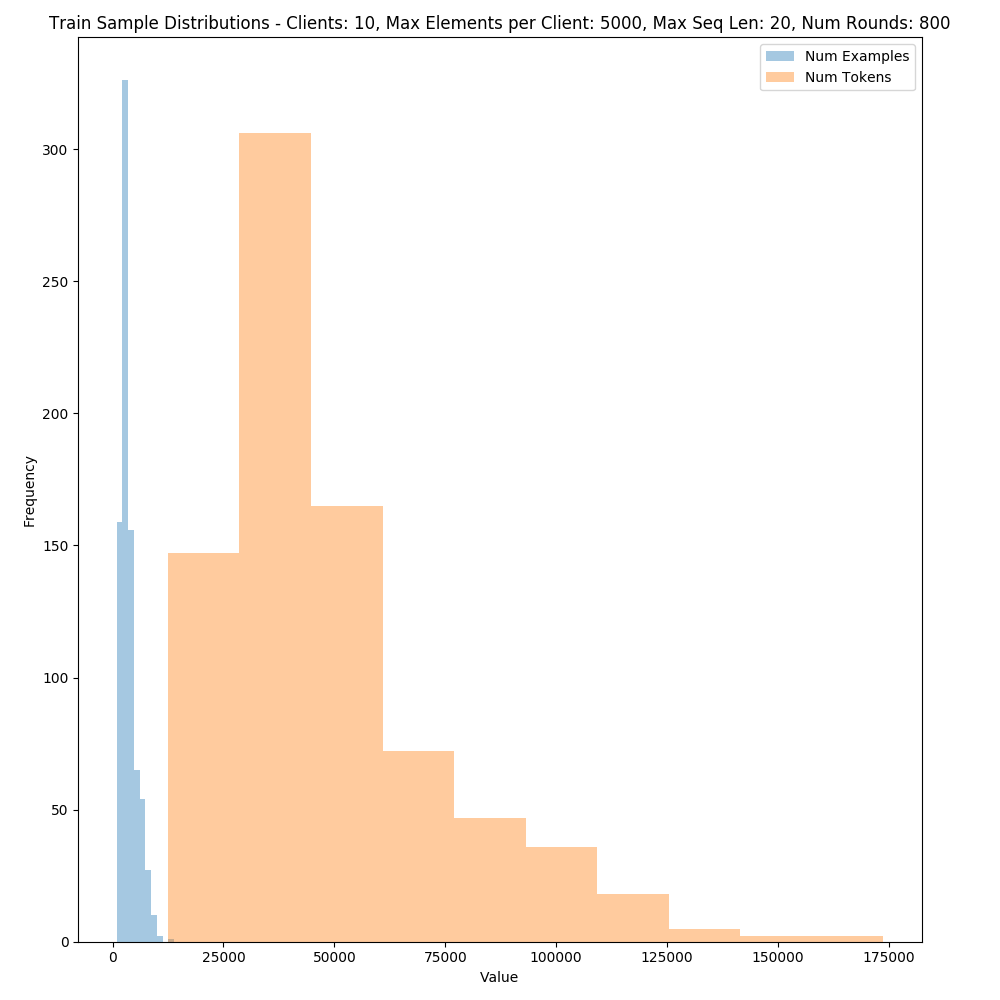 Train Sample Distributions - Clients: 10, Max Elements per Client: 5000, Max Seq Len: 20, Num Rounds: 800
Num Examples
Num Tokens
300
250
200
150
100
50
0
Frequency
0 25000 50000 75000 100000 125000 150000 175000
Value